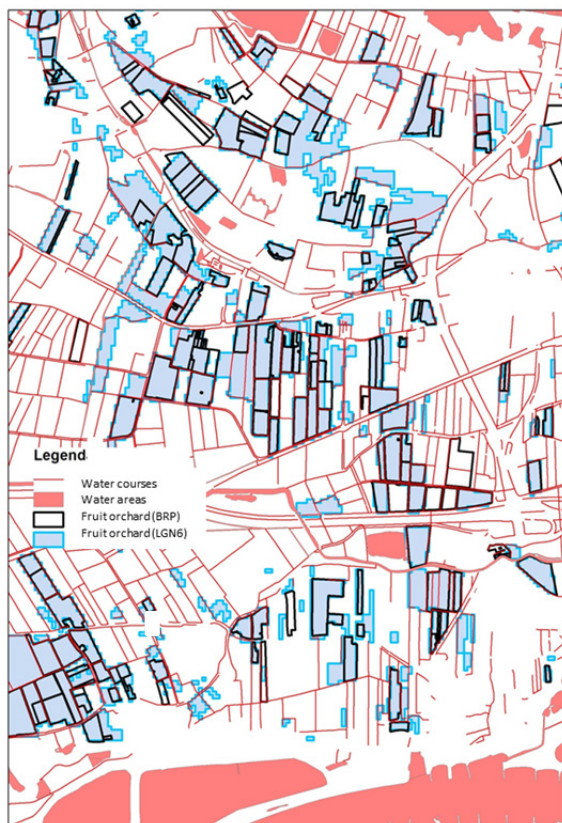 Legend
Water courses
Water areas
Fruit orchard (BRP)
Fruit orchard (LGN6)